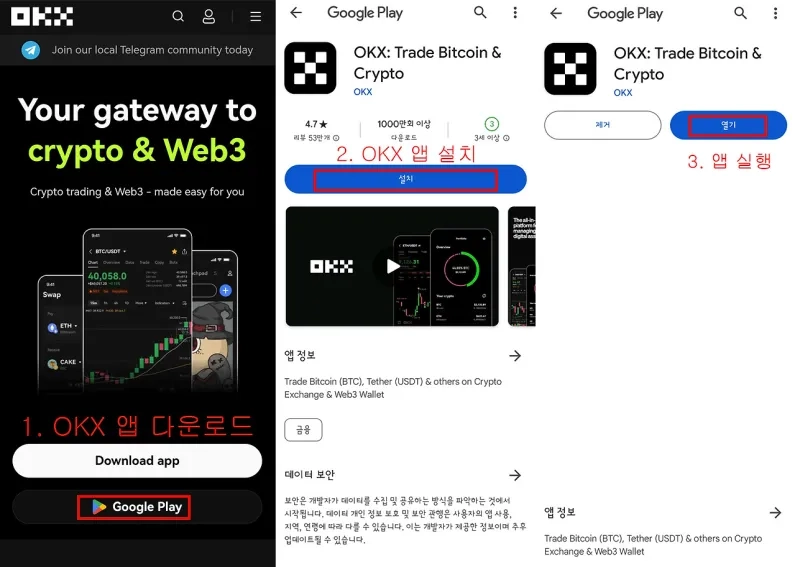 OKX
Join our local Telegram community today
Your gateway to
crypto & Web3
Crypto trading & Web3 – made easy for you
BTC/USDT
40,058.0
Swap
ETH
CAKE
1. OKX 앱 다운로드
Download app
Google Play
Google Play
OKX: Trade Bitcoin &
Crypto
OKX
4.7★
리뷰 53만개
1000만회 이상
다운로드
3
3세 이상
2. OKX 앱 설치
설치
OKX
Overview
The all-in
앱 정보
Trade Bitcoin (BTC), Tether (USDT) & others on Crypto
Exchange & Web3 Wallet
금융
데이터 보안
보안은 개발자가 데이터를 수집 및 공유하는 방식을 파악하는 것에서
시작됩니다. 데이터 개인 정보 보호 및 보안 관행은 사용자의 앱 사용,
지역, 연령에 따라 다를 수 있습니다. 이는 개발자가 제공한 정보이며 추후
업데이트될 수 있습니다.
Google Play
OKX: Trade Bitcoin &
Crypto
OKX
제거
열기
3. 앱 실행
앱 정보
Trade Bitcoin (BTC), Tether (USDT) & others on Crypto
Exchange & Web3 Wallet